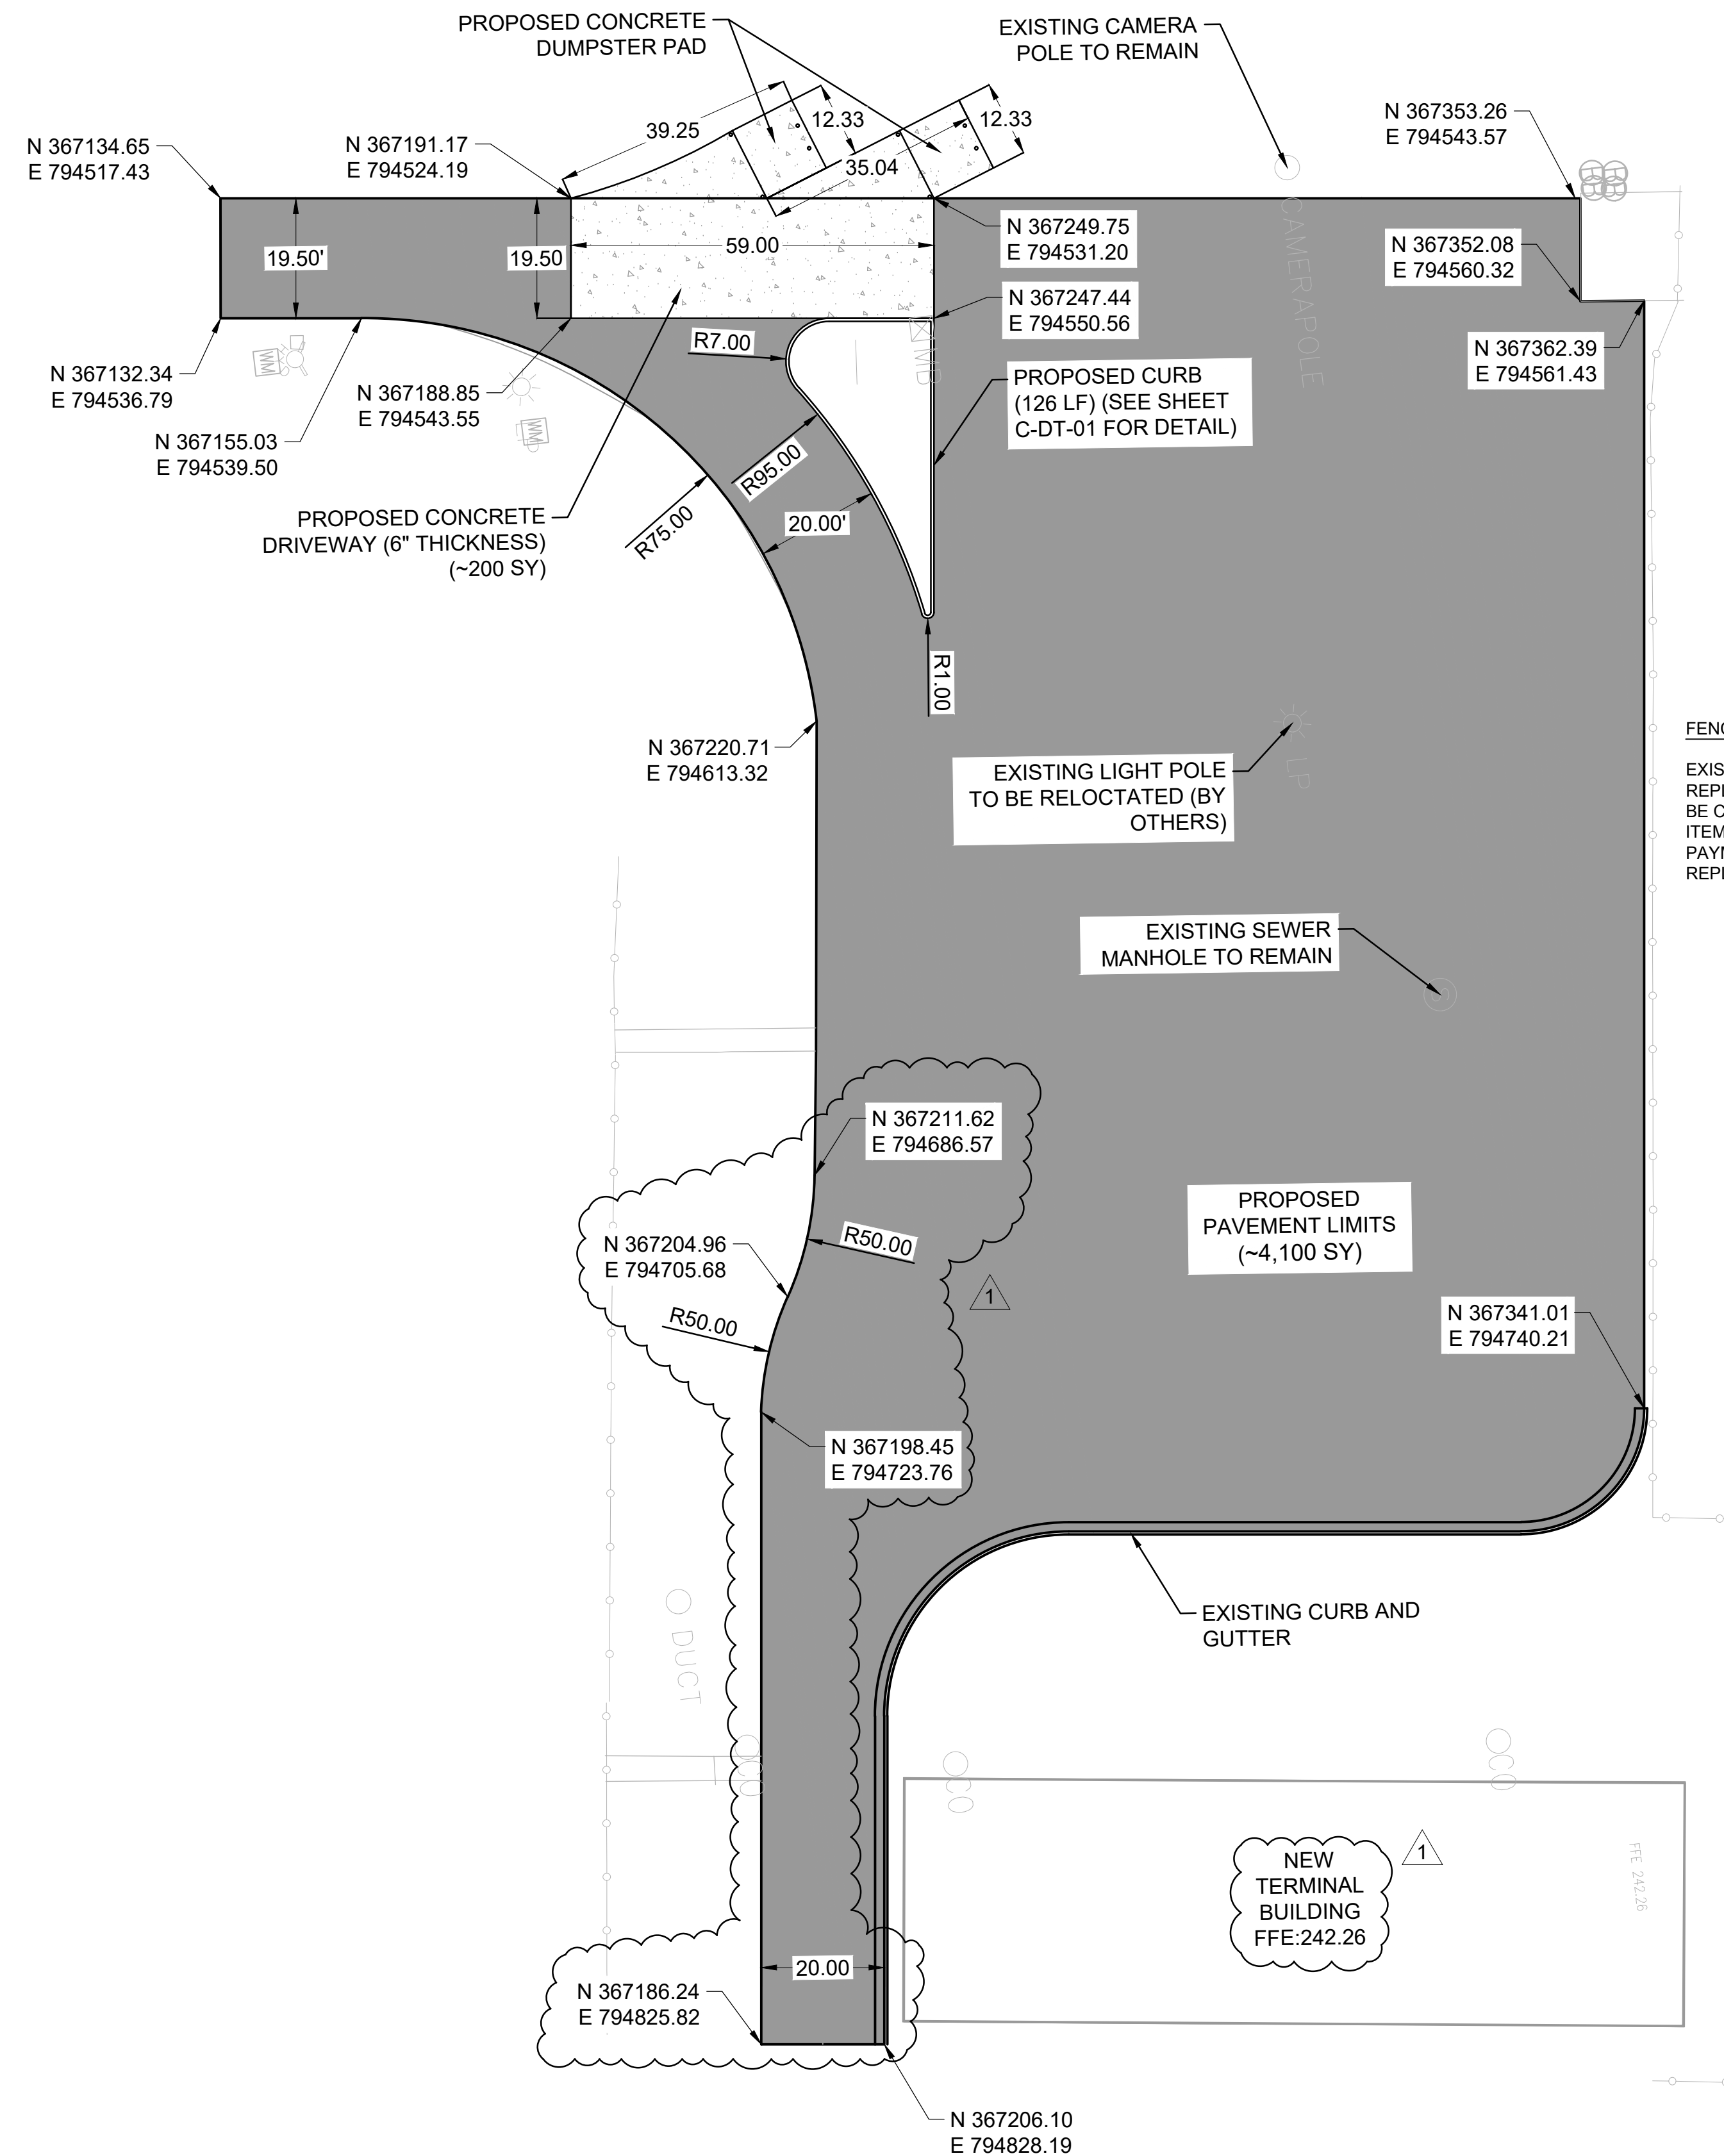 PROPOSED CONCRETE
DUMPSTER PAD
EXISTING CAMERA
POLE TO REMAIN
N 367134.65
E 794517.43
N 367191.17
E 794524.19
39.25
12.33
35.04
12.33
N 367353.26
E 794543.57
19.50'
19.50
59.00
N 367249.75
E 794531.20
N 367352.08
E 794560.32
CAMERAPOLE
N 367247.44
E 794550.56
R7.00
MB
N 367362.39
E 794561.43
N 367132.34
E 794536.79
WM
N 367188.85
E 794543.55
WM
PROPOSED CURB
(126 LF) (SEE SHEET
C-DT-01 FOR DETAIL)
N 367155.03
E 794539.50
R95.00
R75.00
20.00'
PROPOSED CONCRETE
DRIVEWAY (6" THICKNESS)
(~200 SY)
R1.00
N 367220.71
E 794613.32
EXISTING LIGHT POLE
TO BE RELOCTATED (BY
OTHERS)
LP
EXISTING SEWER
MANHOLE TO REMAIN
S
N 367211.62
E 794686.57
PROPOSED
PAVEMENT LIMITS
(~4,100 SY)
N 367204.96
E 794705.68
R50.00
1
R50.00
N 367341.01
E 794740.21
N 367198.45
E 794723.76
EXISTING CURB AND
GUTTER
DUCT
CO
CO
CO
NEW
TERMINAL
BUILDING
FFE:242.26
1
FFE 242.26
20.00
N 367186.24
E 794825.82
N 367206.10
E 794828.19